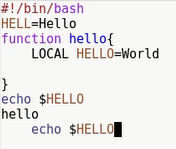 #!/bin/bash
HELL=Hello
function hello{
    LOCAL HELLO=World
}
echo $HELLO
hello
    echo $HELLO